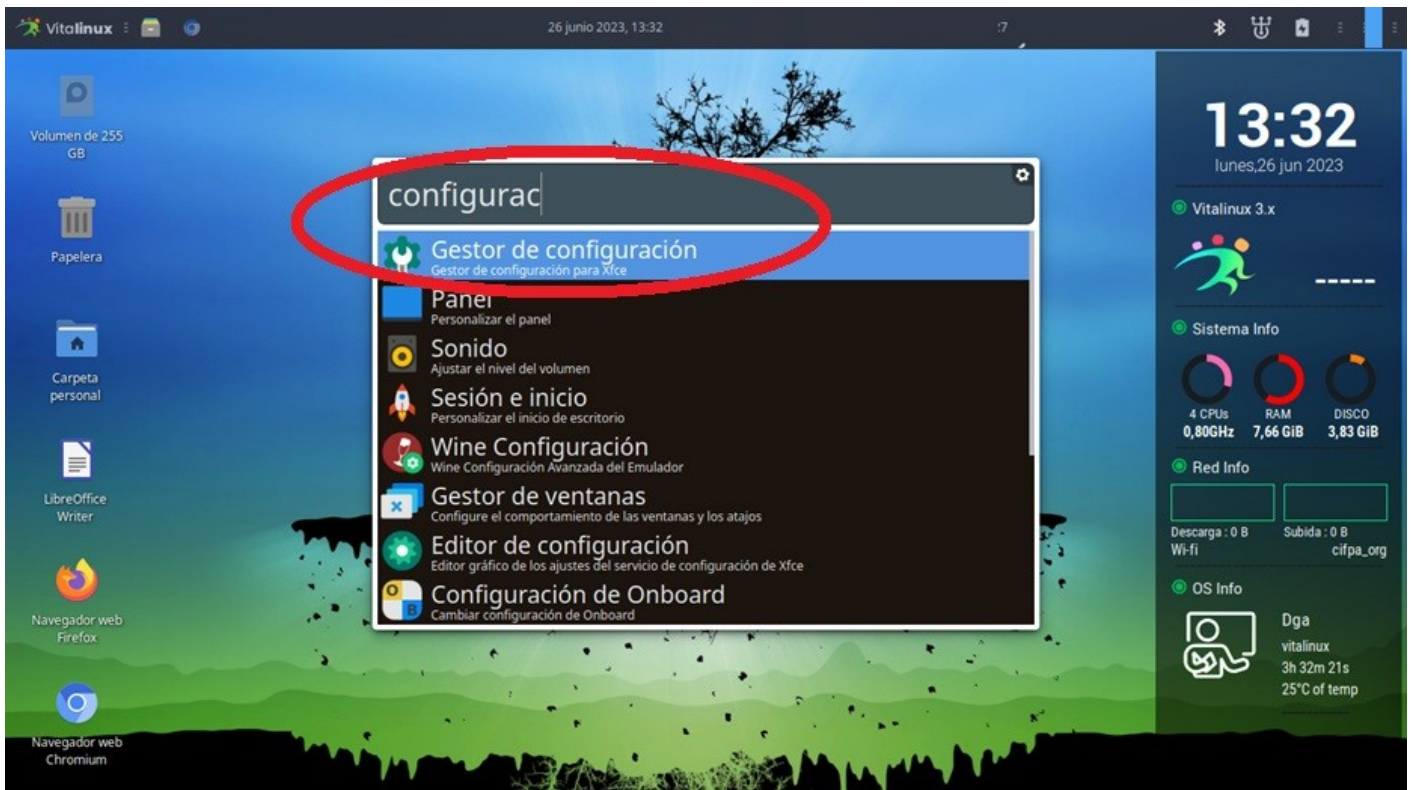 Vitalinux
26 junio 2023, 13:32
:7
Volumen de 255
GB
Papelera
Carpeta
personal
LibreOffice
Writer
Navegador web
Firefox
Navegador web
Chromium
configurac
Gestor de configuración
Gestor de configuración para Xfce
Panel
Personalizar el panel
Sonido
Ajustar el nivel del volumen
Sesión e inicio
Personalizar el inicio de escritorio
Wine Configuración
Wine Configuración Avanzada del Emulador
Gestor de ventanas
Configure el comportamiento de las ventanas y los atajos
Editor de configuración
Editor gráfico de los ajustes del servicio de configuración de Xfce
O
B
Configuración de Onboard
Cambiar configuración de Onboard
13:32
lunes,26 jun 2023
Vitalinux 3.x
-----
Sistema Info
4 CPUs RAM DISCO
0,80GHz 7,66 GiB 3,83 GiB
Red Info
Descarga : 0 B Subida : 0 B
Wi-fi cifpa_org
OS Info
Dga
vitalinux
3h 32m 21s
25°C of temp